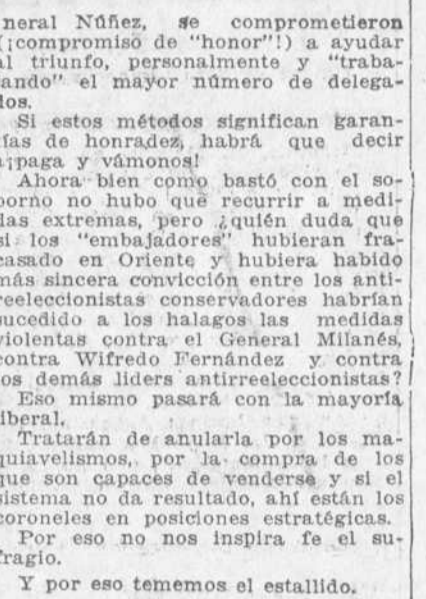 neral Núñez, se comprometieron
(¡compromiso de "honor"!) a ayudar
al triunfo, personalmente y "traba-
ando" el mayor número de delega-
dos.
Si estos métodos significan garan-
ías de honradez, habrá que decir
a¡paga y vámonos!
Ahora bien como bastó con el so-
borno no hubo que recurrir a medi-
das extremas, pero ¿quién duda que
si los "embajadores" hubieran fra-
casado en Oriente y hubiera habido
más sincera convicción entre los anti-
reeleccionistas conservadores habrían
sucedido a los halagos las medidas
violentas contra el General Milanés,
contra Wifredo Fernández y contra
los demás liders antirreeleccionistas?
Eso mismo pasará con la mayoría
liberal.
Tratarán de anularla por los ma-
quiavelismos, por la compra de los
que son capaces de venderse y si el
sistema no da resultado, ahí están los
coroneles en posiciones estratégicas.
Por eso no nos inspira fe el su-
fragio.
Y por eso tememos el estallido.